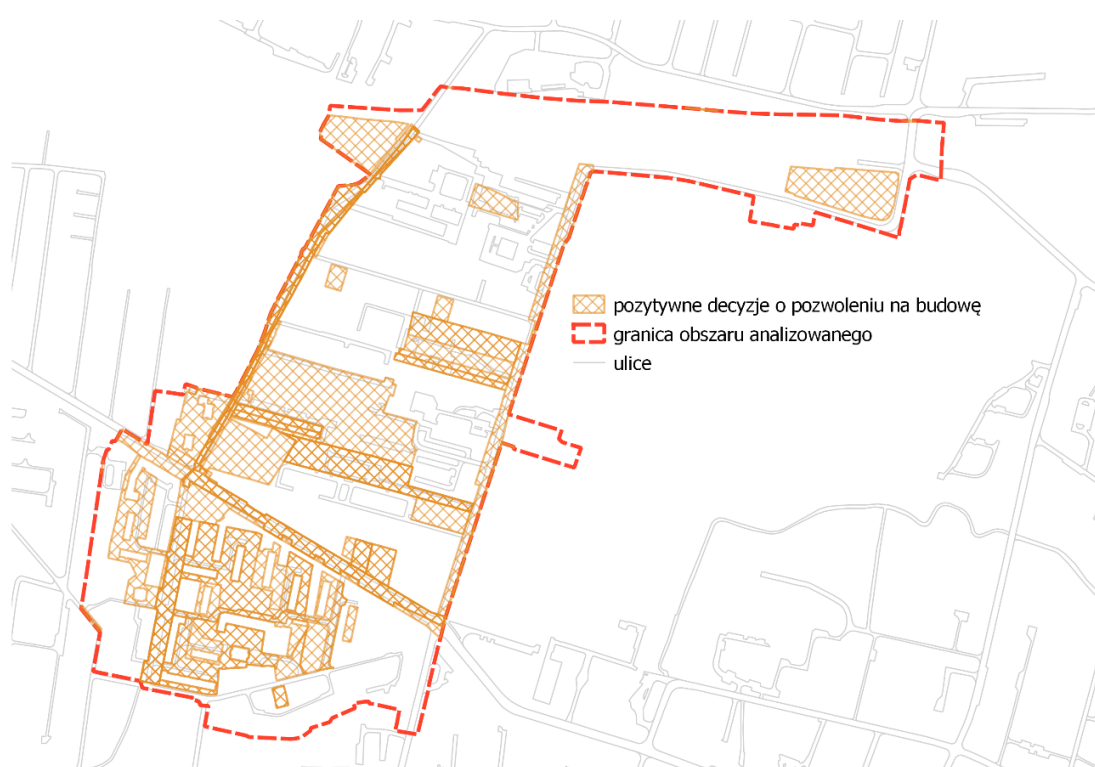 pozytywne decyzje o pozwoleniu na budowę
granica obszaru analizowanego
ulice